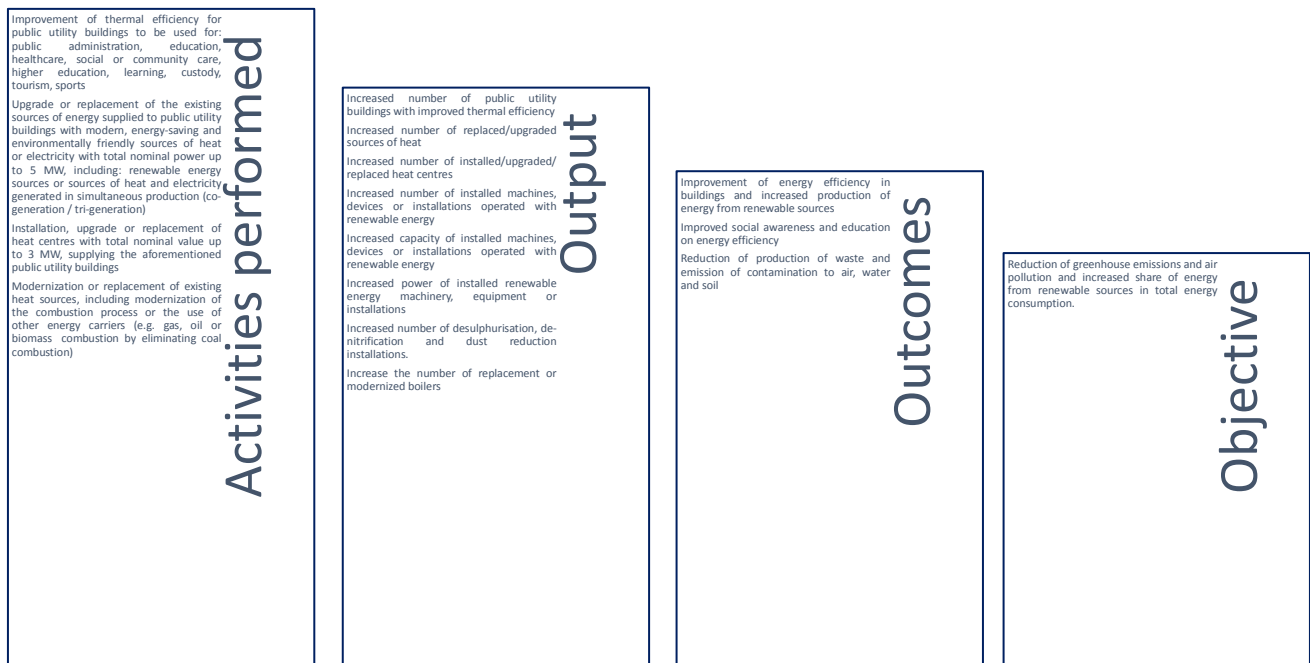 Improvement of thermal efficiency for
public utility buildings to be used for:
public administration, education,
healthcare, social or community care,
higher education, learning, custody,
tourism, sports
Upgrade or replacement of the existing
sources of energy supplied to public utility
buildings with modern, energy-saving and
environmentally friendly sources of heat
or electricity with total nominal power up
to 5 MW, including: renewable energy
sources or sources of heat and electricity
generated in simultaneous production (co-
generation / tri-generation)
Installation, upgrade or replacement of
heat centres with total nominal value up
to 3 MW, supplying the aforementioned
public utility buildings
Modernization or replacement of existing
heat sources, including modernization of
the combustion process or the use of
other energy carriers (e.g. gas, oil or
biomass combustion by eliminating coal
combustion)
Activities performed
Increased number of public utility
buildings with improved thermal efficiency
Increased number of replaced/upgraded
sources of heat
Increased number of installed/upgraded/
replaced heat centres
Increased number of installed machines,
devices or installations operated with
renewable energy
Increased capacity of installed machines,
devices or installations operated with
renewable energy
Increased power of installed renewable
energy machinery, equipment or
installations
Increased number of desulphurisation, de-
nitrification and dust reduction
installations.
Increase the number of replacement or
modernized boilers
Output
Improvement of energy efficiency in
buildings and increased production of
energy from renewable sources
Improved social awareness and education
on energy efficiency
Reduction of production of waste and
emission of contamination to air, water
and soil
Outcomes
Reduction of greenhouse emissions and air
pollution and increased share of energy
from renewable sources in total energy
consumption.
Objective